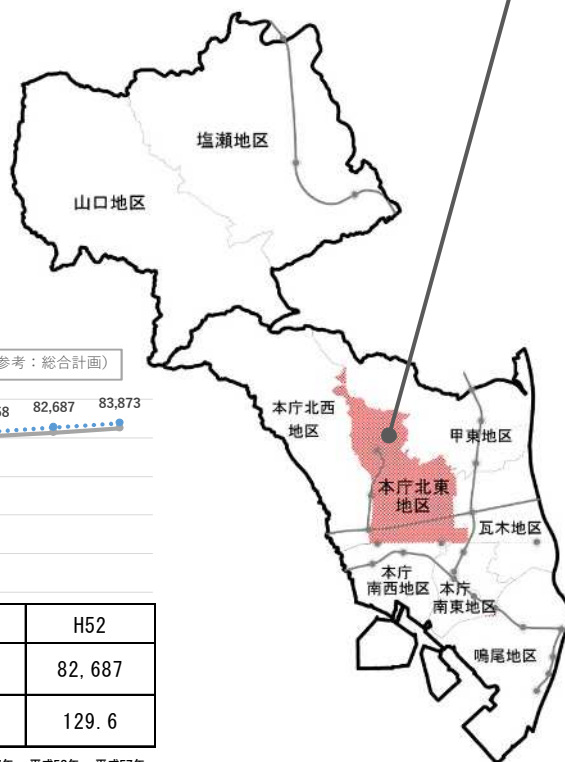 塩瀬地区
山口地区
参考：総合計画）
58 82,687 83,873
本庁北西
地区
甲東地区
本庁北東
地区
瓦木地区
本庁
南西地区
本庁
南東地区
鳴尾地区
H52
82,687
129.6